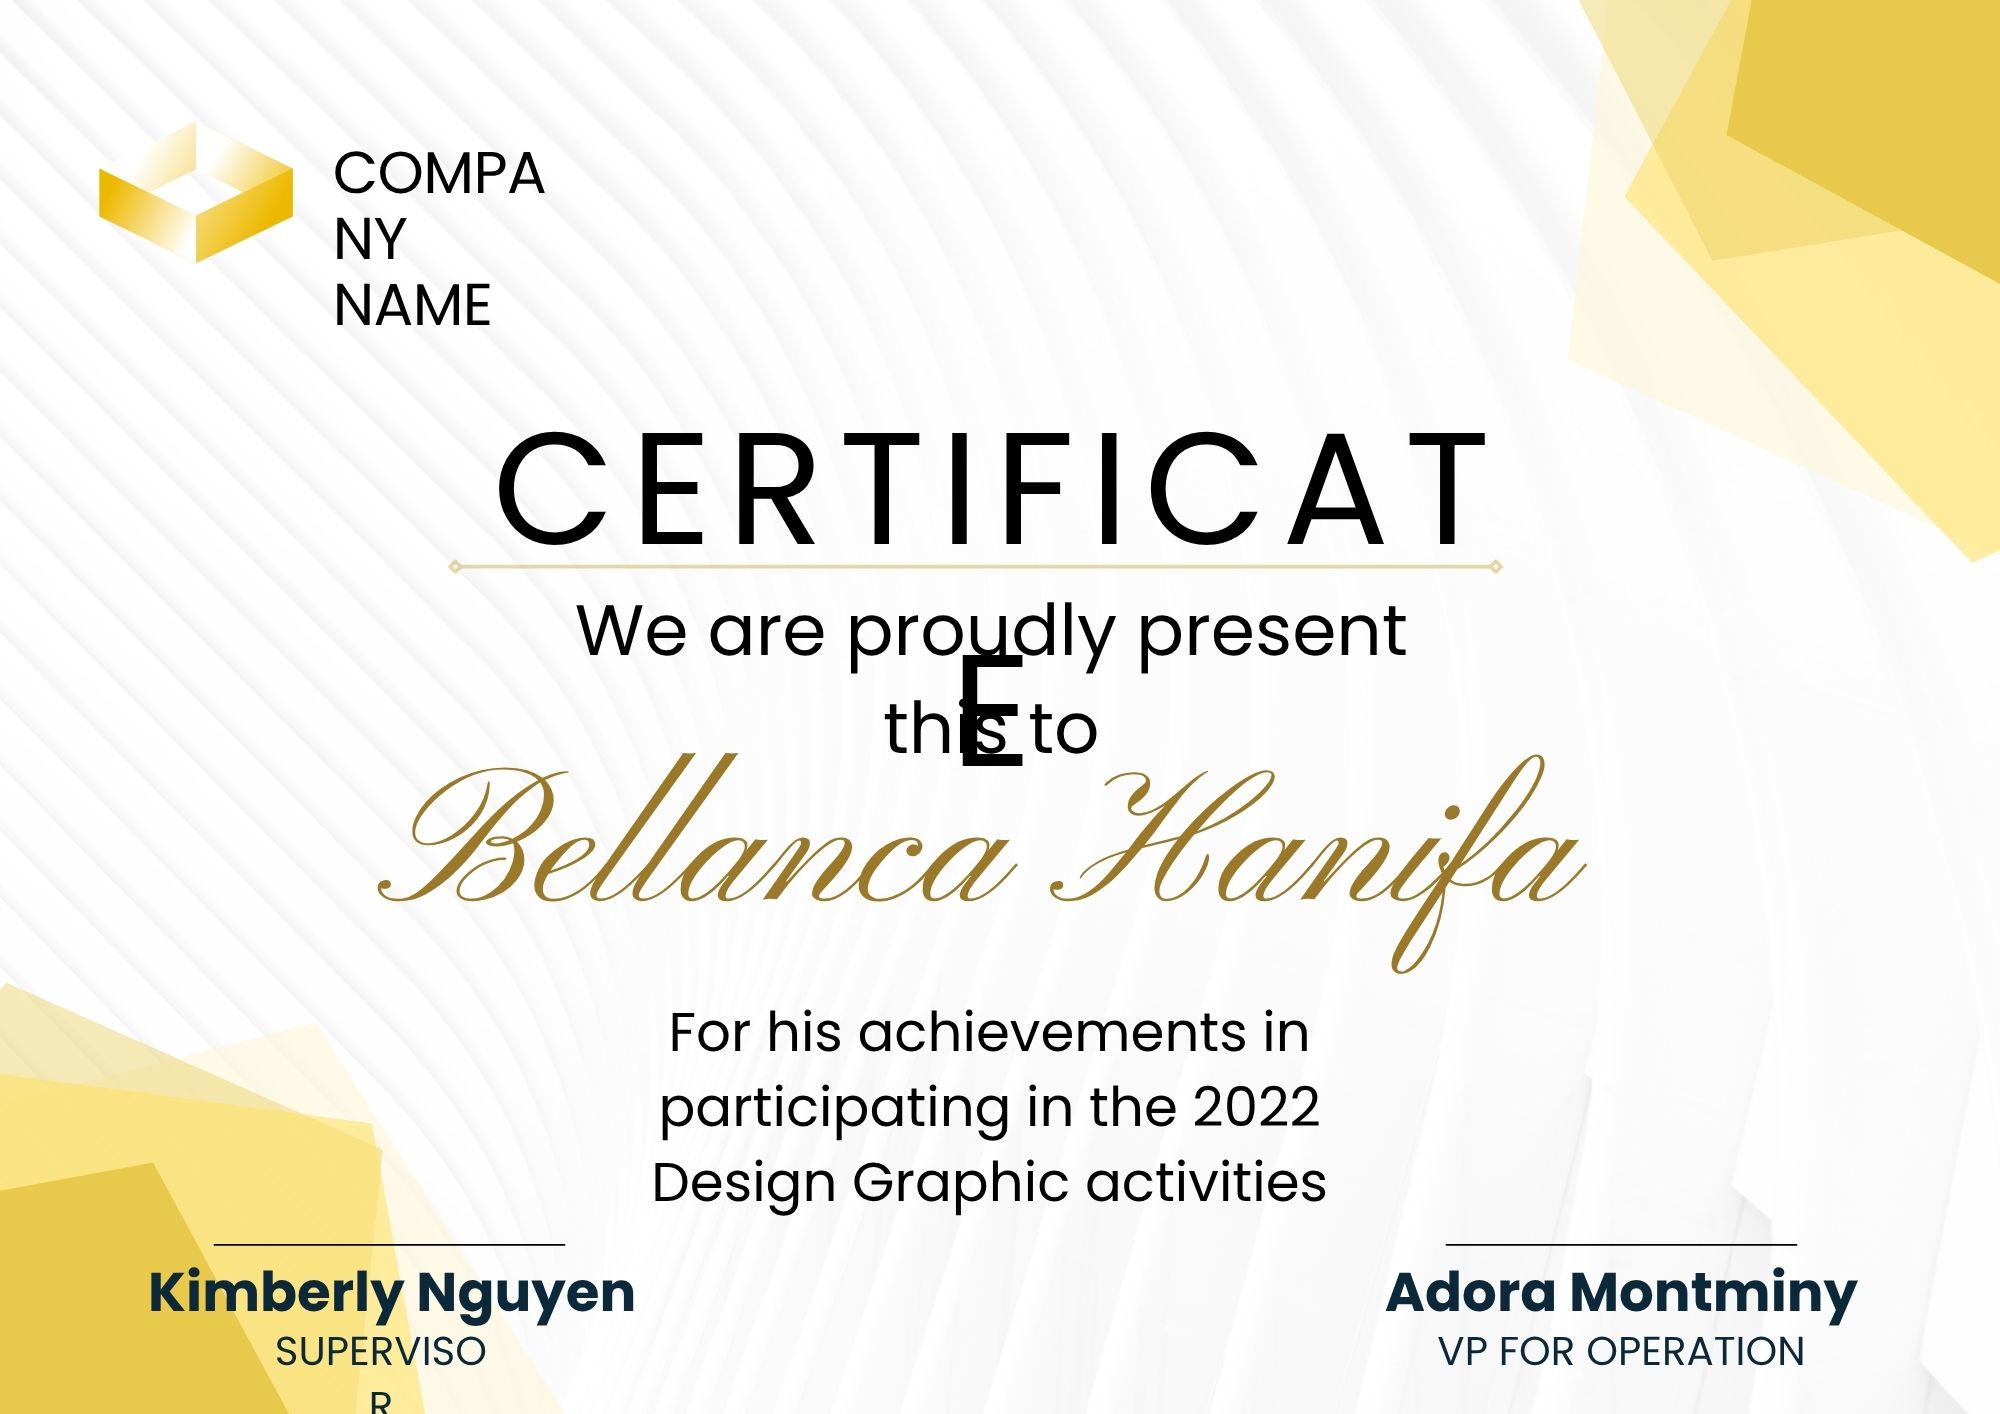 COMPA
NY
NAME
CERTIFICAT
E
We are proudly present
this to
Bellanca Hanifa
For his achievements in
participating in the 2022
Design Graphic activities
Kimberly Nguyen
SUPERVISO
R
Adora Montminy
VP FOR OPERATION